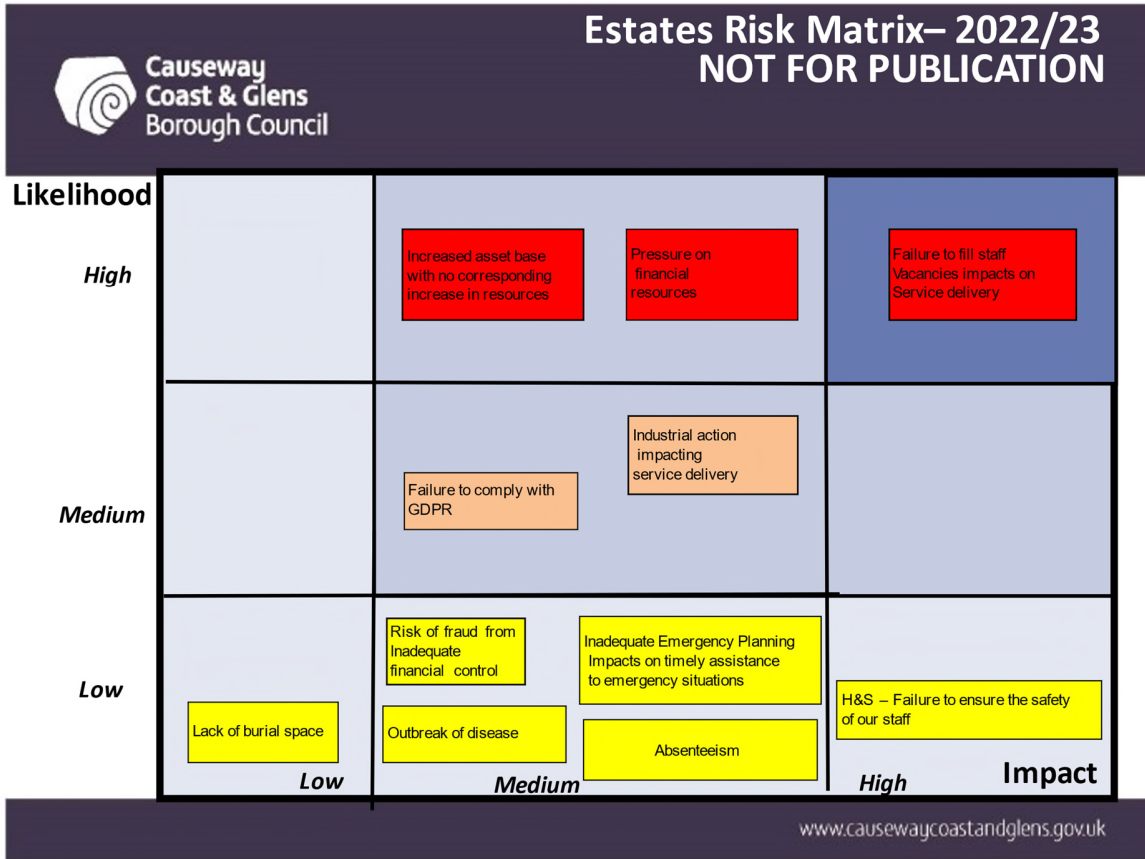 Estates Risk Matrix– 2022/23
NOT FOR PUBLICATION
Causeway
Coast & Glens
Borough Council
Likelihood
High
Increased asset base
with no corresponding
increase in resources
Pressure on
financial
resources
Failure to fill staff
Vacancies impacts on
Service delivery
Medium
Industrial action
impacting
service delivery
Failure to comply with
GDPR
Low
Risk of fraud from
Inadequate
financial control
Inadequate Emergency Planning
Impacts on timely assistance
to emergency situations
H&S – Failure to ensure the safety
of our staff
Lack of burial space
Outbreak of disease
Absenteeism
Low
Medium
High
Impact
www.causewaycoastandglens.gov.uk